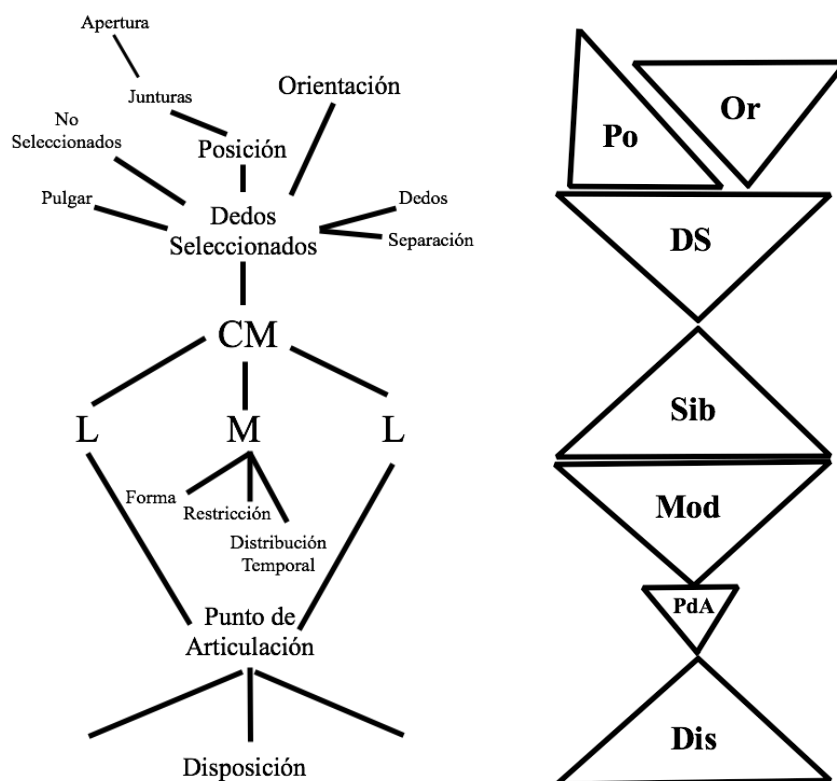 Apertura
Junturas
Orientación
No
Seleccionados
Posición
Pulgar
Dedos
Seleccionados
Dedos
Separación
CM
L
M
L
Forma
Restricción
Distribución
Temporal
Punto de
Articulación
Disposición
Po
Or
DS
Sib
Mod
PdA
Dis